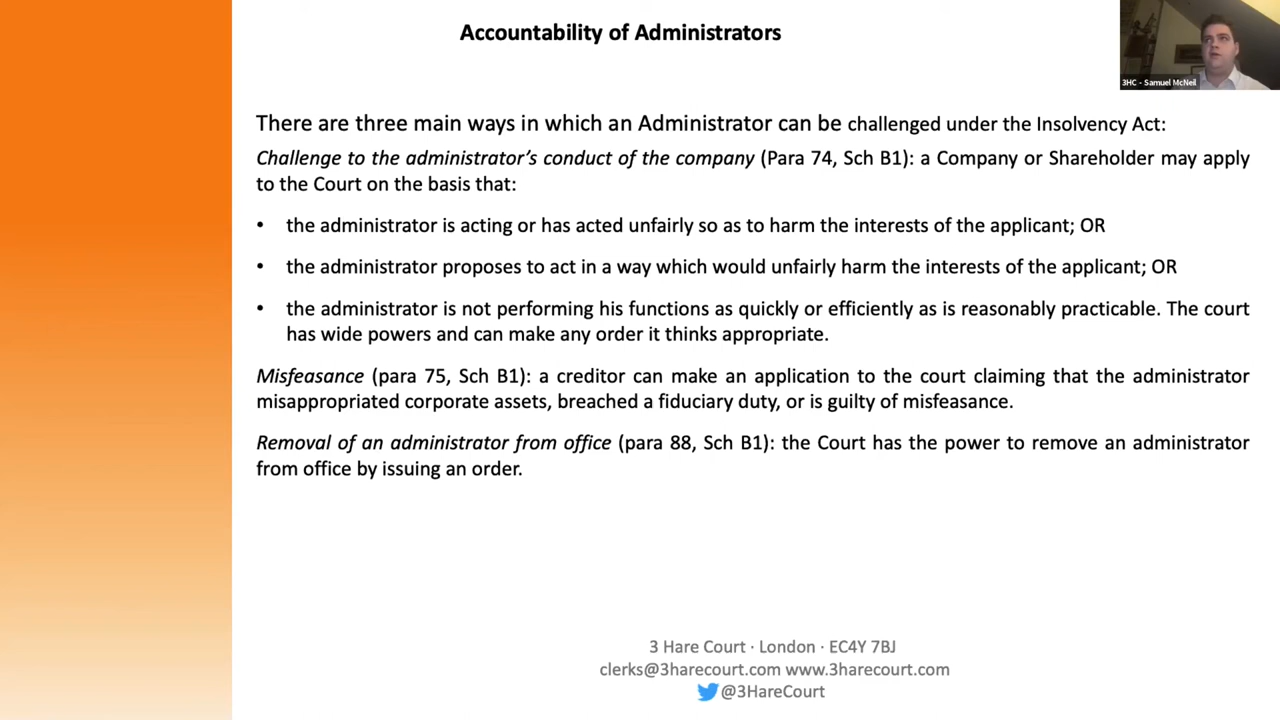 Accountability of Administrators
3HC - Samuel McNeil
There are three main ways in which an Administrator can be challenged under the Insolvency Act:
Challenge to the administrator's conduct of the company (Para 74, Sch B1): a Company or Shareholder may apply
to the Court on the basis that:
• the administrator is acting or has acted unfairly so as to harm the interests of the applicant; OR
• the administrator proposes to act in a way which would unfairly harm the interests of the applicant; OR
• the administrator is not performing his functions as quickly or efficiently as is reasonably practicable. The court
has wide powers and can make any order it thinks appropriate.
Misfeasance (para 75, Sch B1): a creditor can make an application to the court claiming that the administrator
misappropriated corporate assets, breached a fiduciary duty, or is guilty of misfeasance.
Removal of an administrator from office (para 88, Sch B1): the Court has the power to remove an administrator
from office by issuing an order.
3 Hare Court · London · EC4Y 7BJ
clerks@3harecourt.com www.3harecourt.com
@3HareCourt